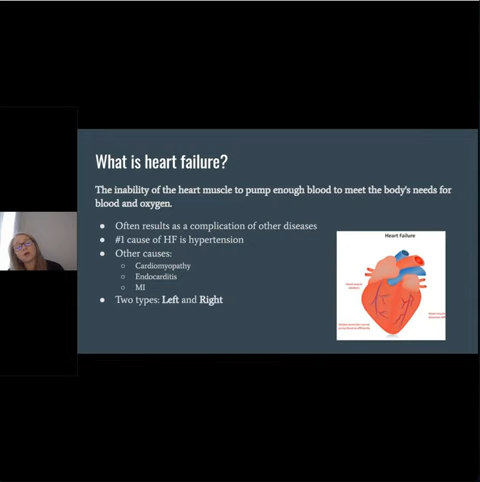 What is heart failure?
The inability of the heart muscle to pump enough blood to meet the body's needs for
blood and oxygen.
● Often results as a complication of other diseases
● #1 cause of HF is hypertension
● Other causes:
○ Cardiomyopathy
○ Endocarditis
○ MI
● Two types: Left and Right
Heart Failure